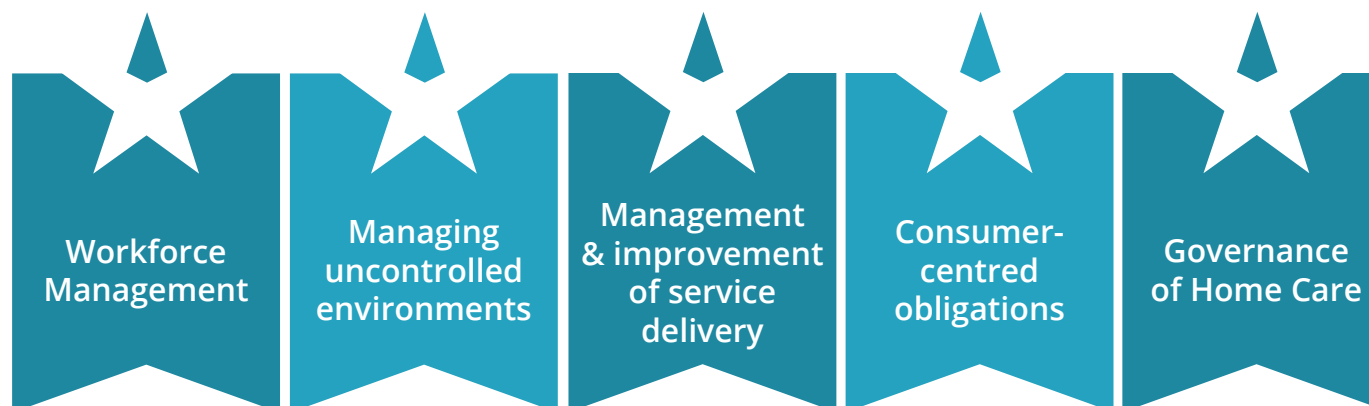 Workforce
Management
Managing
uncontrolled
environments
Management
& improvement
of service
delivery
Consumer-
centred
obligations
Governance
of Home Care